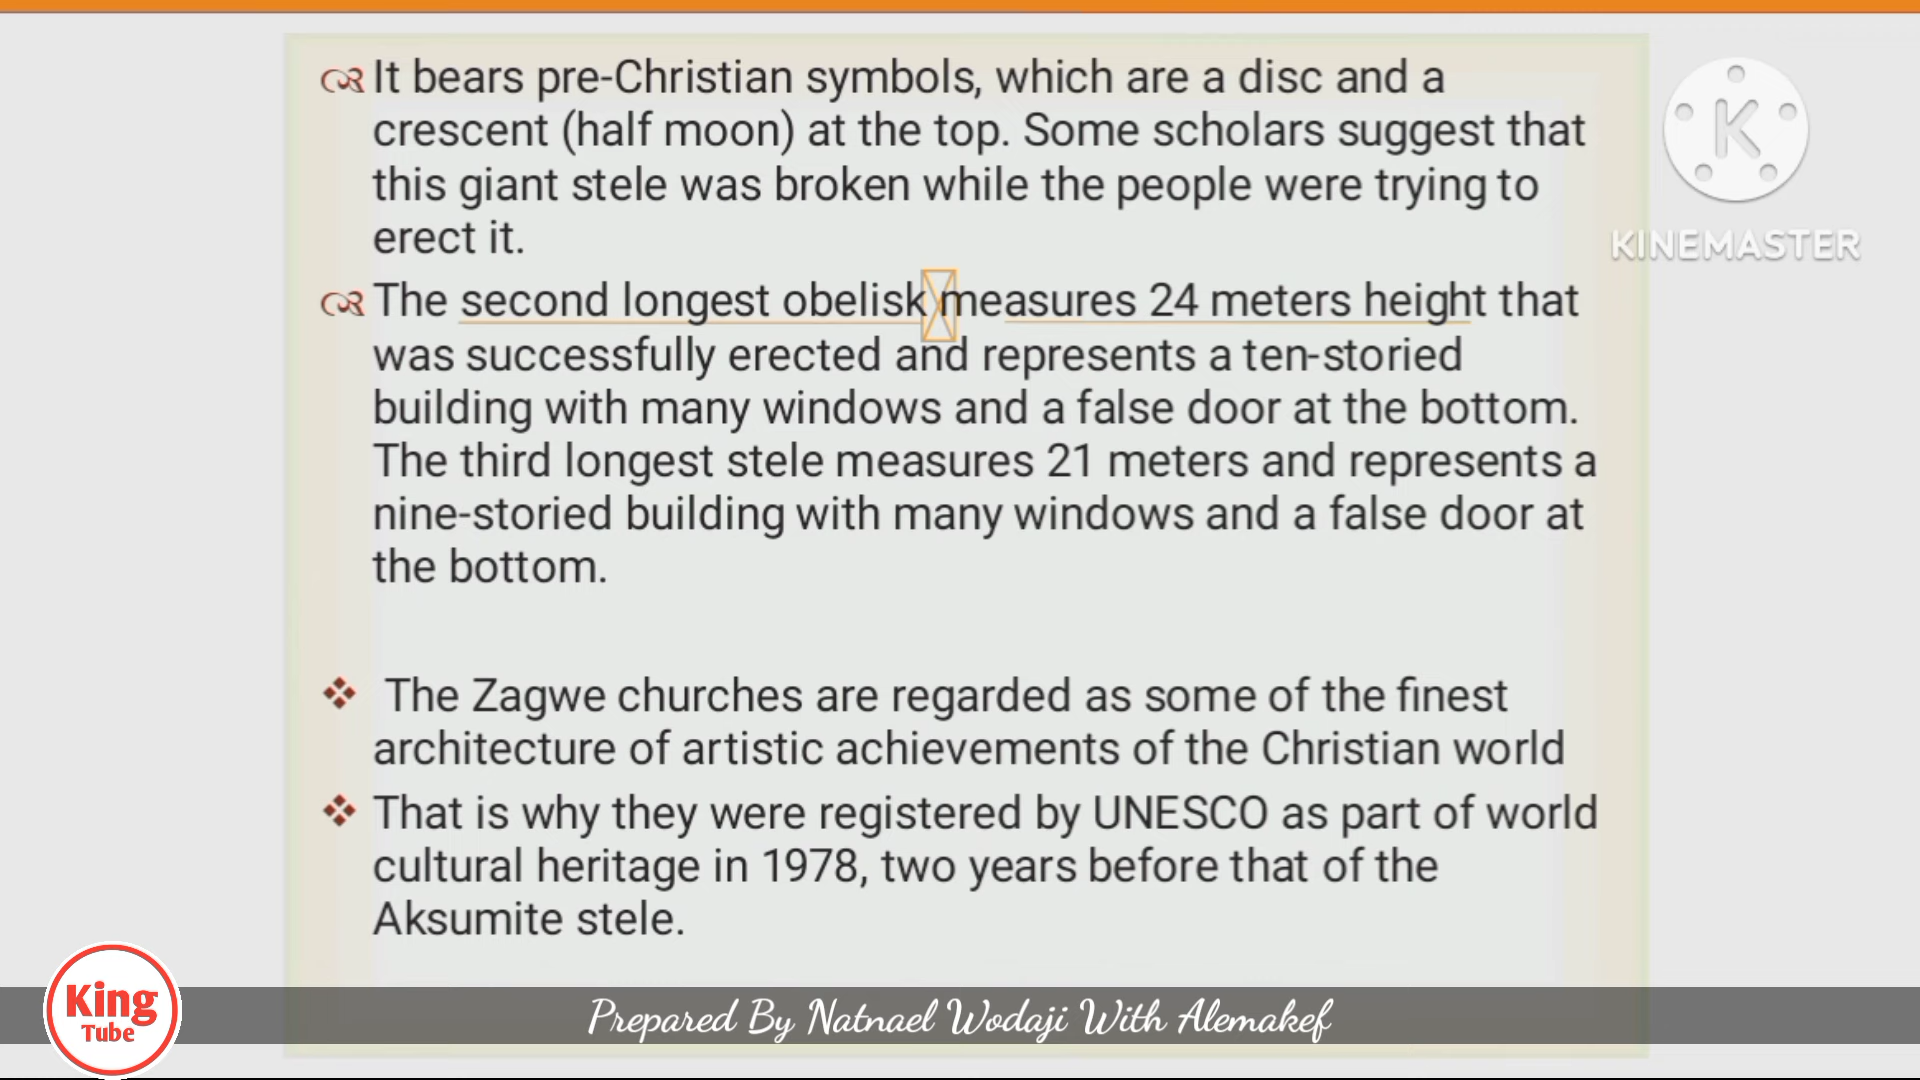 It bears pre-Christian symbols, which are a disc and a
crescent (half moon) at the top. Some scholars suggest that
this giant stele was broken while the people were trying to
erect it.
The second longest obelisk measures 24 meters height that
was successfully erected and represents a ten-storied
building with many windows and a false door at the bottom.
The third longest stele measures 21 meters and represents a
nine-storied building with many windows and a false door at
the bottom.
The Zagwe churches are regarded as some of the finest
architecture of artistic achievements of the Christian world
That is why they were registered by UNESCO as part of world
cultural heritage in 1978, two years before that of the
Aksumite stele.
K
KINEMASTER
King
Tube
Prepared By Natnael Wodaji With Alemakef